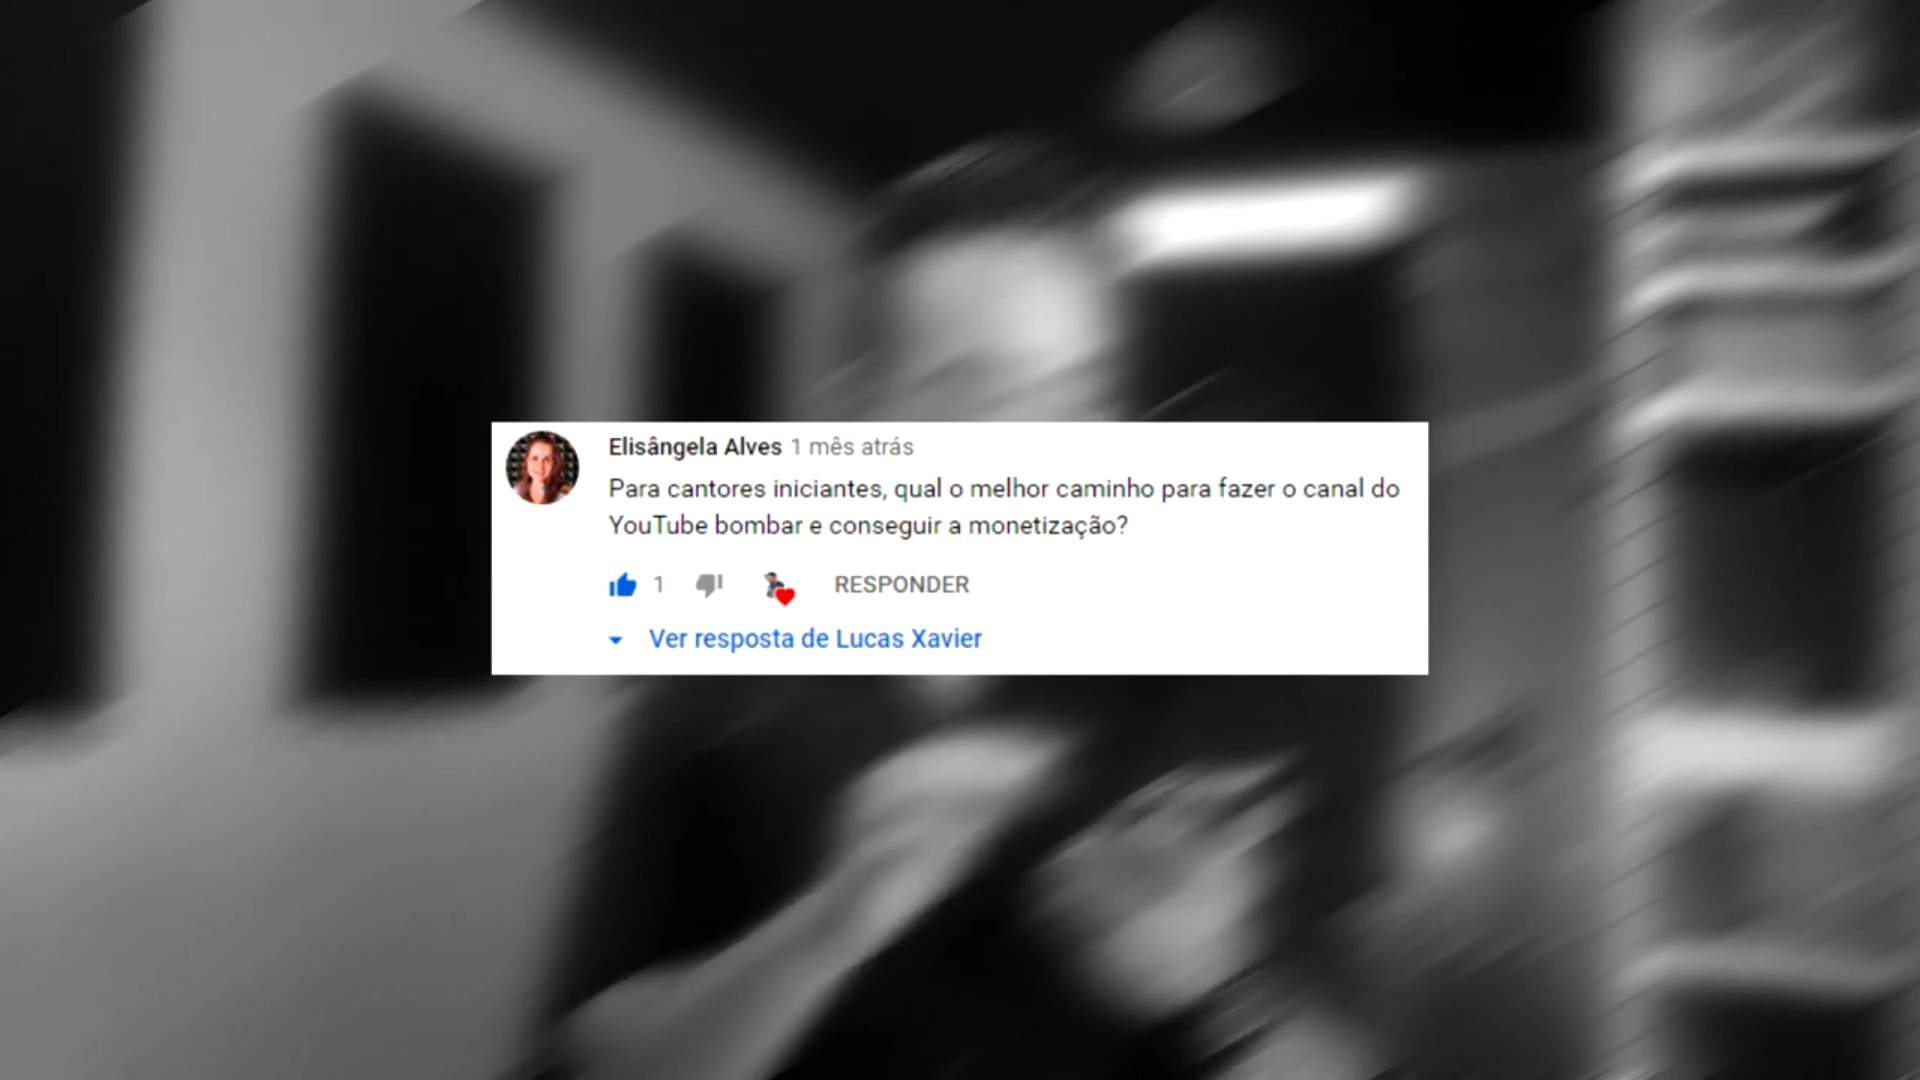 Elisângela Alves 1 mês atrás
Para cantores iniciantes, qual o melhor caminho para fazer o canal do
YouTube bombar e conseguir a monetização?
1 RESPONDER
Ver resposta de Lucas Xavier